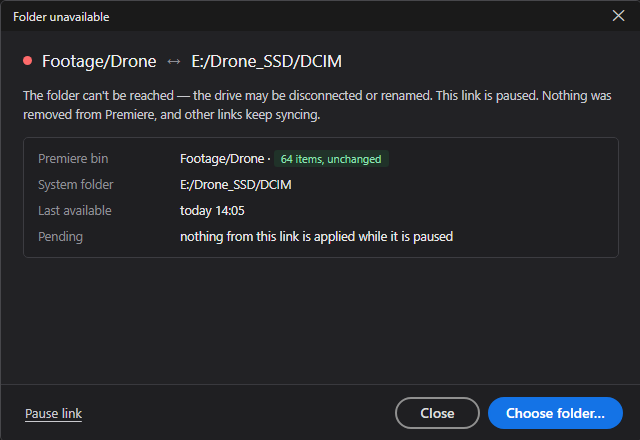 Folder unavailable
Footage/Drone ↔ E:/Drone_SSD/DCIM
The folder can't be reached — the drive may be disconnected or renamed. This link is paused. Nothing was
removed from Premiere, and other links keep syncing.
Premiere bin Footage/Drone · 64 items, unchanged
System folder E:/Drone_SSD/DCIM
Last available today 14:05
Pending nothing from this link is applied while it is paused
Pause link Close Choose folder...